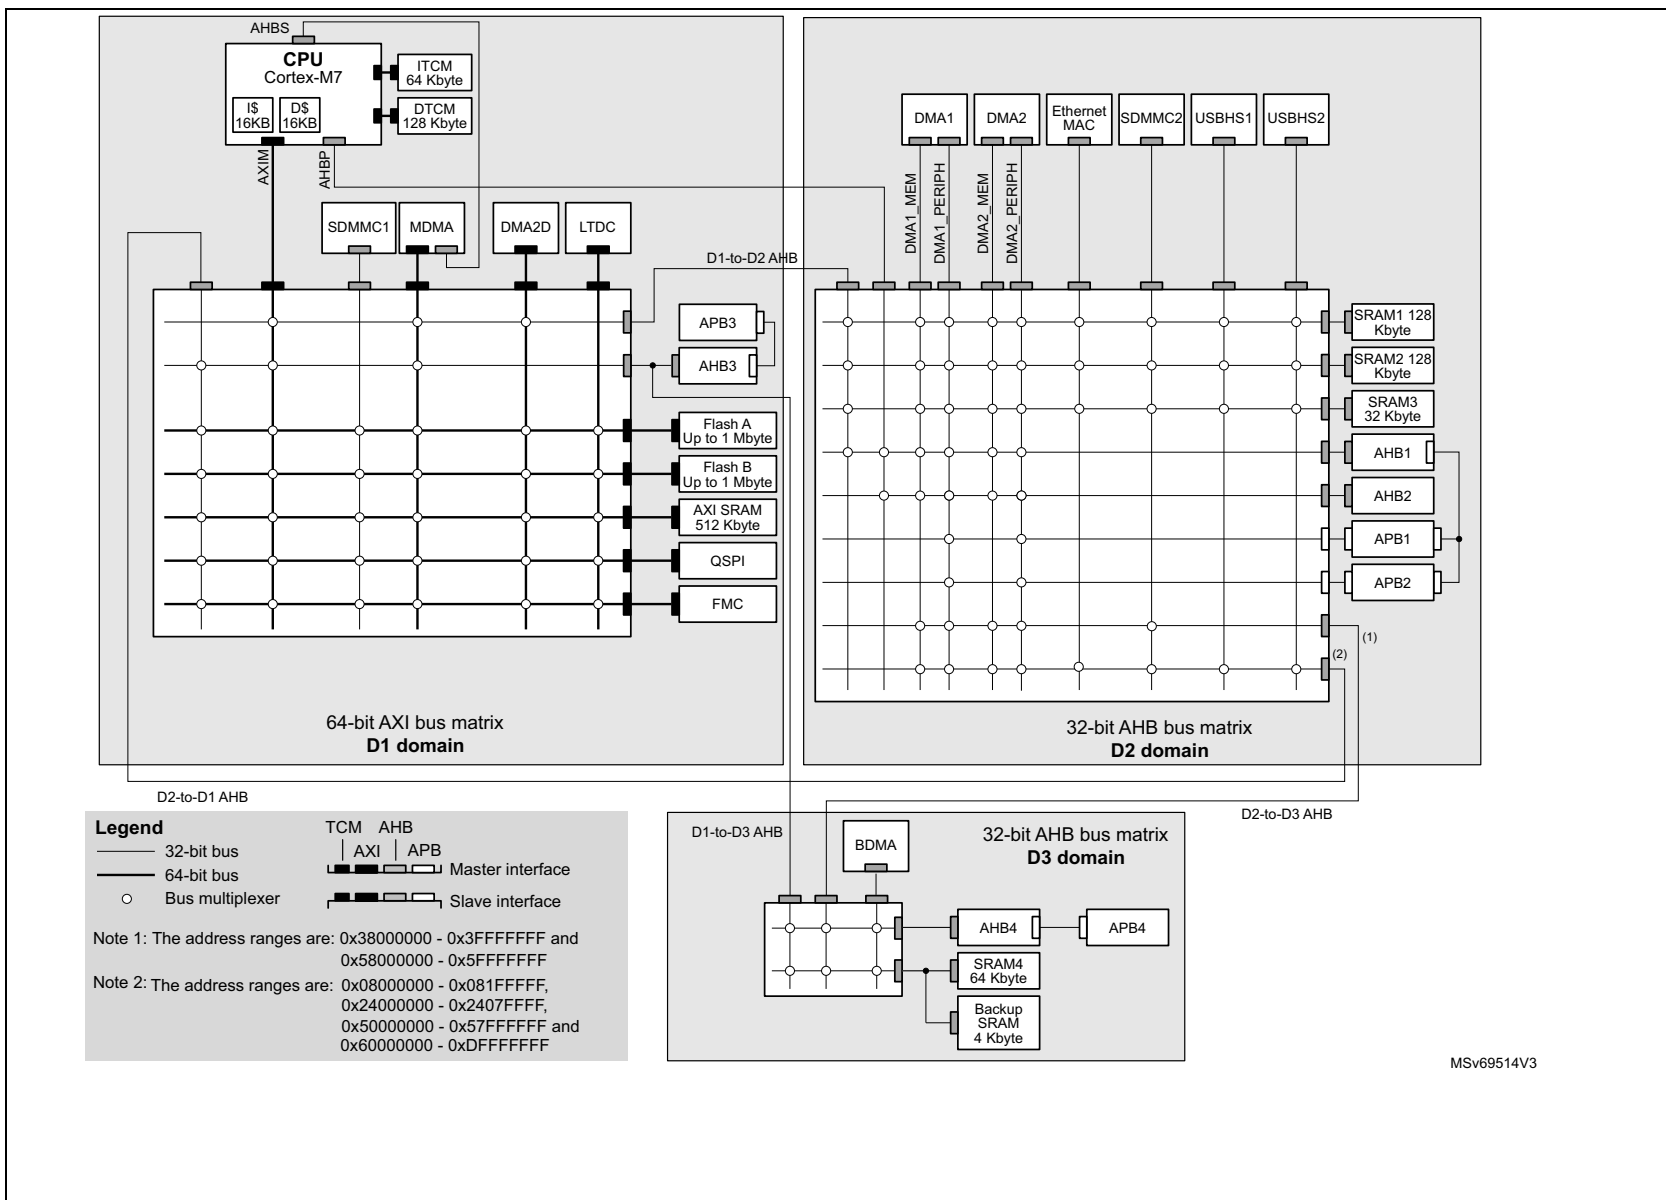 AHBS
CPU
Cortex-M7
I$
16KB
D$
16KB
ITCM
64 Kbyte
DTCM
128 Kbyte
AXIM
AHBP
SDMMC1
MDMA
DMA2D
LTDC
D1-to-D2 AHB
APB3
AHB3
Flash A
Up to 1 Mbyte
Flash B
Up to 1 Mbyte
AXI SRAM
512 Kbyte
QSPI
FMC
64-bit AXI bus matrix
D1 domain
DMA1
DMA2
Ethernet
MAC
SDMMC2
USBHS1
USBHS2
DMA1_MEM
DMA1_PERIPH
DMA2_MEM
DMA2_PERIPH
SRAM1 128
Kbyte
SRAM2 128
Kbyte
SRAM3
32 Kbyte
AHB1
AHB2
APB1
APB2
(1)
(2)
32-bit AHB bus matrix
D2 domain
D2-to-D1 AHB
D2-to-D3 AHB
D1-to-D3 AHB
BDMA
32-bit AHB bus matrix
D3 domain
AHB4
APB4
SRAM4
64 Kbyte
Backup
SRAM
4 Kbyte
Legend
32-bit bus
64-bit bus
Bus multiplexer
TCM
AHB
AXI
APB
Master interface
Slave interface
Note 1: The address ranges are: 0x38000000 - 0x3FFFFFFF and
0x58000000 - 0x5FFFFFFF
Note 2: The address ranges are: 0x08000000 - 0x081FFFFF,
0x24000000 - 0x2407FFFF,
0x50000000 - 0x57FFFFFF and
0x60000000 - 0xDFFFFFFF
MSv69514V3